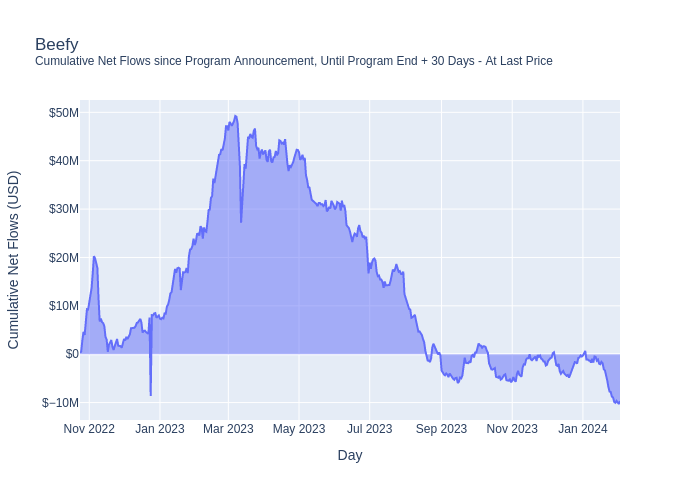 Beefy
Cumulative Net Flows since Program Announcement, Until Program End + 30 Days - At Last Price
Cumulative Net Flows (USD)
$50M
$40M
$30M
$20M
$10M
$0
$−10M
Nov 2022 Jan 2023 Mar 2023 May 2023 Jul 2023 Sep 2023 Nov 2023 Jan 2024
Day